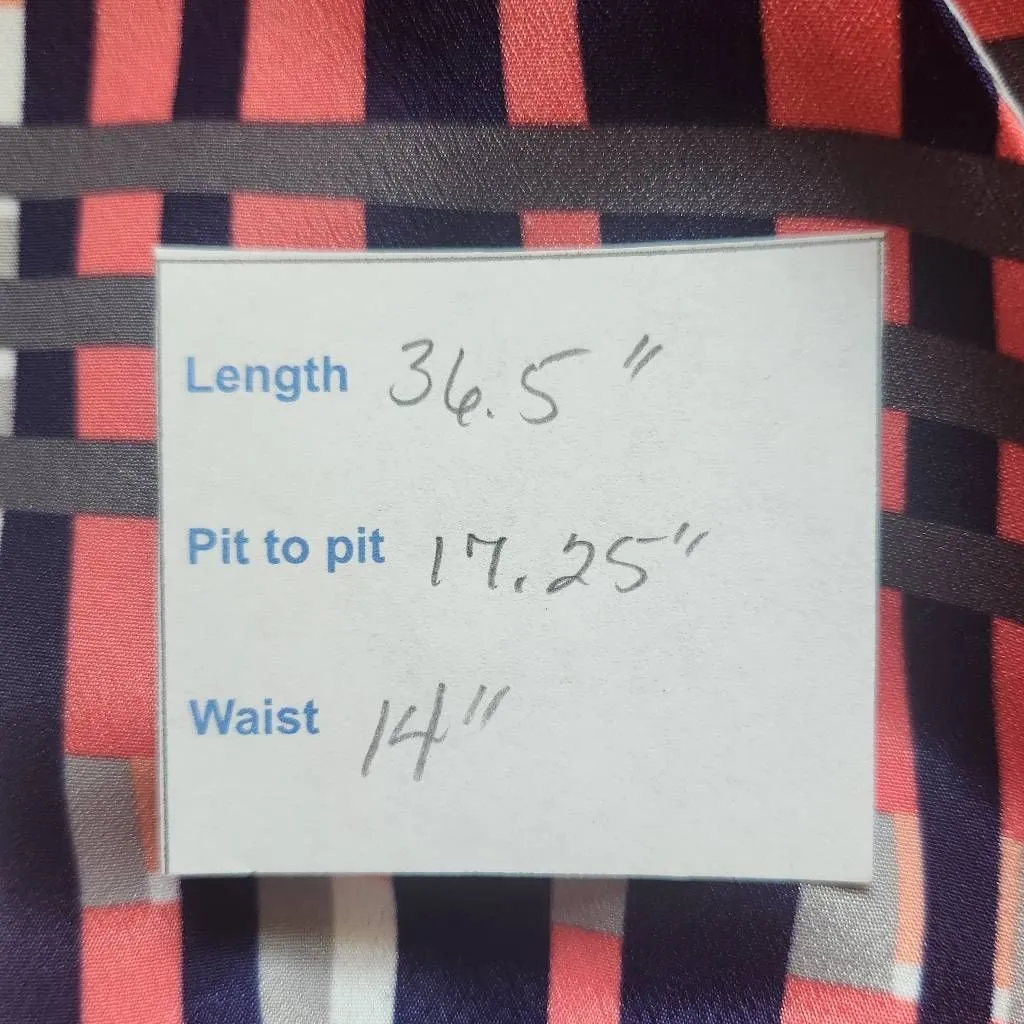 Length 36.5"
Pit to pit 17.25"
Waist 14"